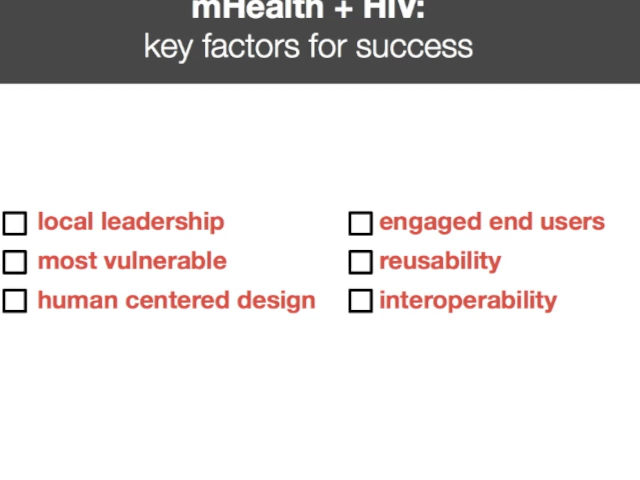 mHealth + HIV:
key factors for success
local leadership
most vulnerable
human centered design
engaged end users
reusability
interoperability